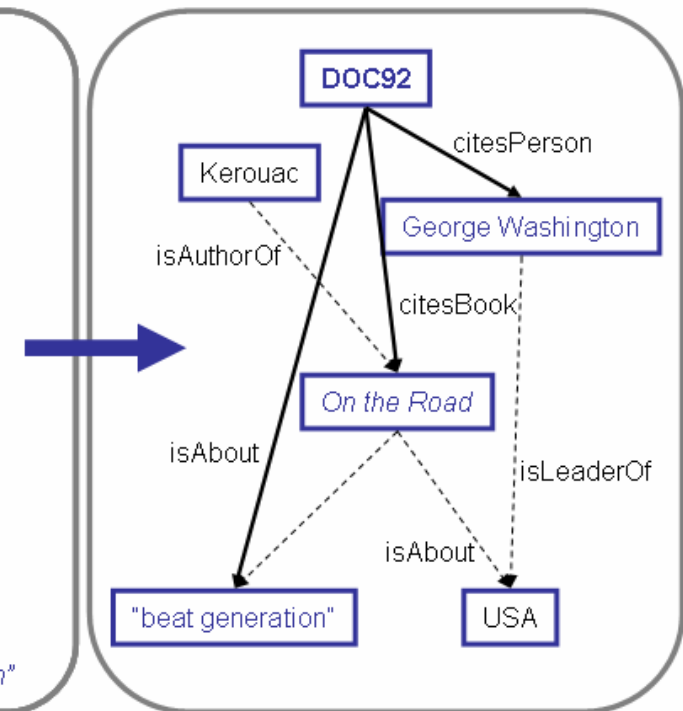 DOC92
citesPerson
Kerouac
George Washington
isAuthorOf
citesBook
On the Road
isAbout
isLeaderOf
isAbout
"beat generation"
USA